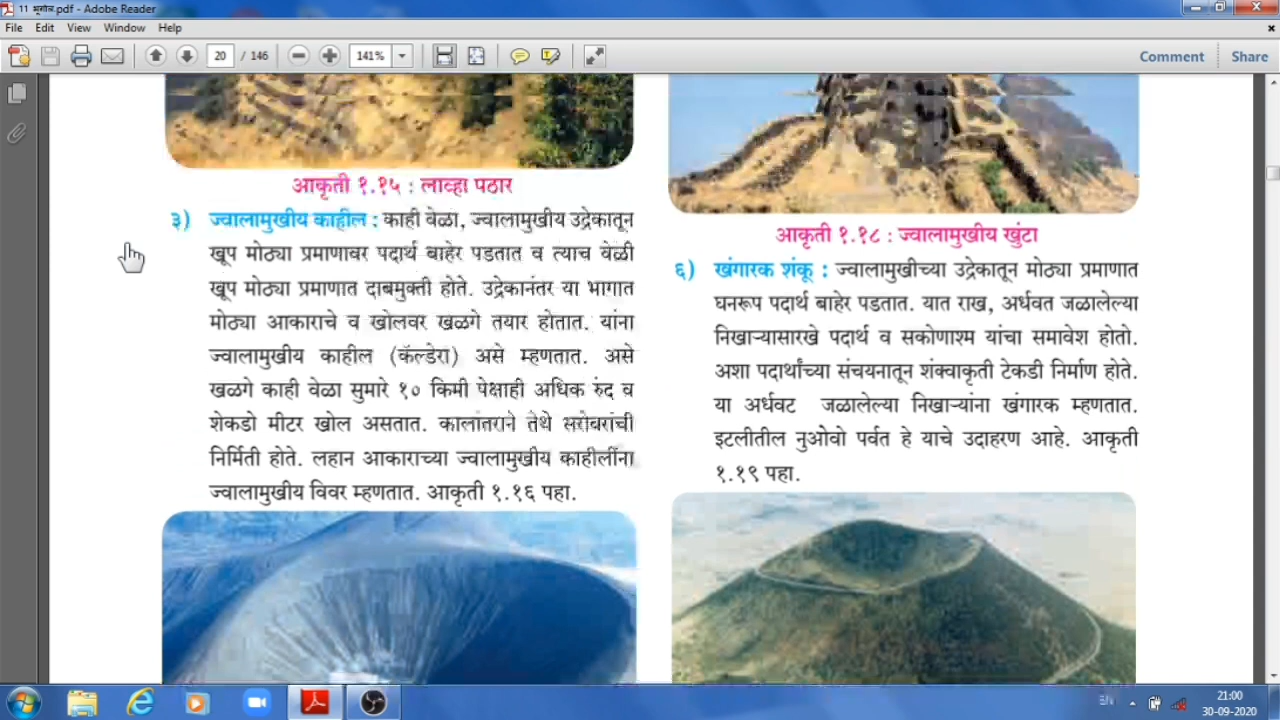 11 भूगोल.pdf - Adobe Reader
File Edit View Window Help
20 / 146 141% Comment Share
आकृती १.१५ : लाव्हा पठार
३) ज्वालामुखीय काहील : काही वेळा, ज्वालामुखीय उद्रेकातून
खूप मोठ्या प्रमाणावर पदार्थ बाहेर पडतात व त्याच वेळी
खूप मोठ्या प्रमाणात दाबमुक्ती होते. उद्रेकानंतर या भागात
मोठ्या आकाराचे व खोलवर खळगे तयार होतात. यांना
ज्वालामुखीय काहील (कॅल्डेरा) असे म्हणतात. असे
खळगे काही वेळा सुमारे १० किमी पेक्षाही अधिक रुंद व
शेकडो मीटर खोल असतात. कालांतराने तेथे सरोवरांची
निर्मिती होते. लहान आकाराच्या ज्वालामुखीय काहीलींना
ज्वालामुखीय विवर म्हणतात. आकृती १.१६ पहा.
आकृती १.१८ : ज्वालामुखीय खुंटा
६) खंगारक शंकू : ज्वालामुखीच्या उद्रेकातून मोठ्या प्रमाणात
घनरूप पदार्थ बाहेर पडतात. यात राख, अर्धवत जळालेल्या
निखाऱ्यासारखे पदार्थ व सकोणाश्म यांचा समावेश होतो.
अशा पदार्थांच्या संचयनातून शंक्वाकृती टेकडी निर्माण होते.
या अर्धवट जळालेल्या निखाऱ्यांना खंगारक म्हणतात.
इटलीतील नुओवो पर्वत हे याचे उदाहरण आहे. आकृती
१.१९ पहा.
EN 21:00
30-09-2020